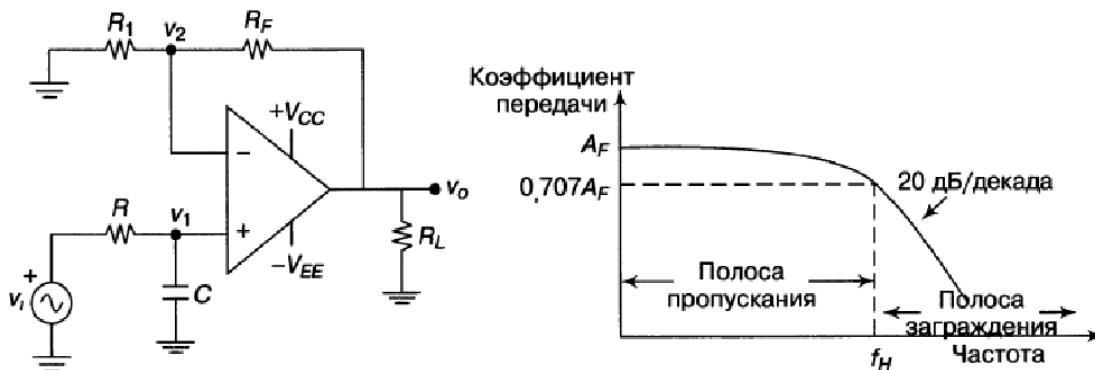 R1
v2
RF
+VCC
−
vo
R
v1
+
RL
−VEE
+
vi
C
Коэффициент
передачи
AF
0,707AF
20 дБ/декада
Полоса
пропускания
Полоса
заграждения
fH
Частота